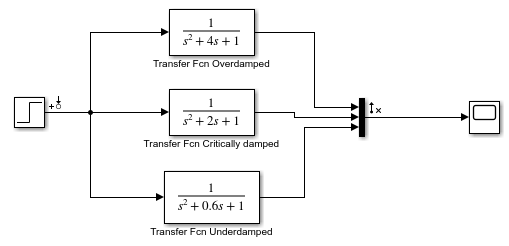 1
s² + 4s + 1
Transfer Fcn Overdamped
1
s² + 2s + 1
Transfer Fcn Critically damped
1
s² + 0.6s + 1
Transfer Fcn Underdamped